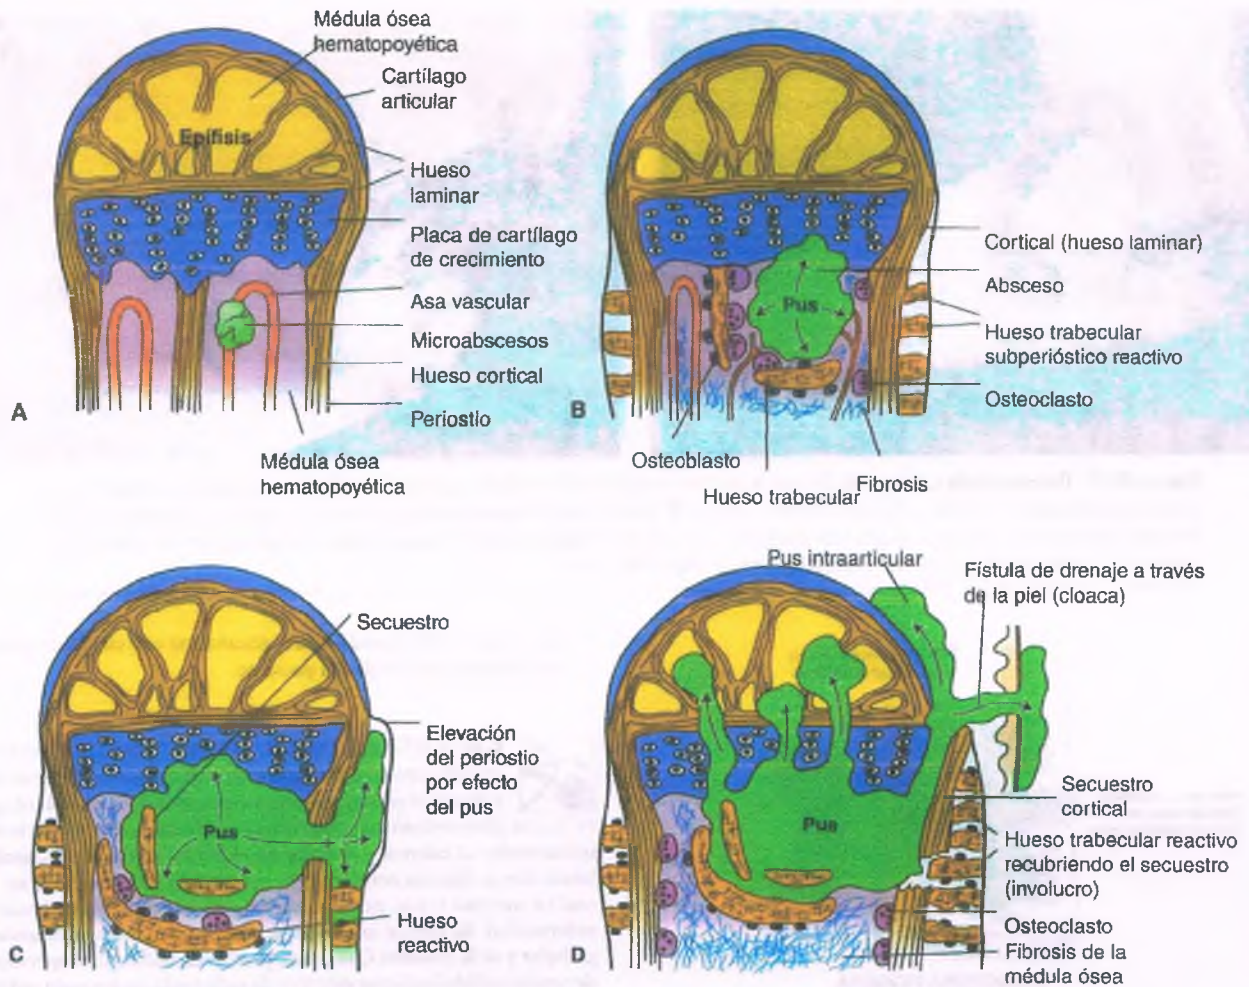 Médula ósea
hematopoyética
Cartílago
articular
Epífisis
Hueso
laminar
Placa de cartílago
de crecimiento
Asa vascular
Microabscesos
Hueso cortical
Periostio
Médula ósea
hematopoyética
A
Cortical (hueso laminar)
Absceso
Pus
Hueso trabecular
subperióstico reactivo
Osteoclasto
Osteoblasto
Hueso trabecular
Fibrosis
B
Secuestro
Elevación
del periostio
por efecto
del pus
Pus
Hueso
reactivo
C
Pus intraarticular
Fístula de drenaje a través
de la piel (cloaca)
Pus
Secuestro
cortical
Hueso trabecular reactivo
recubriendo el secuestro
(involucro)
Osteoclasto
Fibrosis de la
médula ósea
D